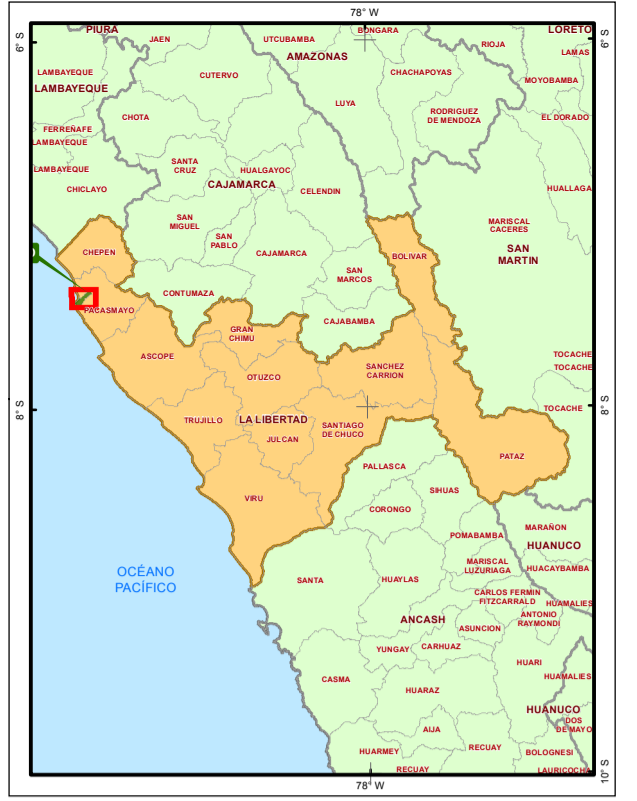 78° W
6° S
6° S
PIURA
JAEN
UTCUBAMBA
BONGARA
LORETO
RIOJA
AMAZONAS
LAMAS
LAMBAYEQUE
CUTERVO
CHACHAPOYAS
MOYOBAMBA
LAMBAYEQUE
LUYA
CHOTA
RODRIGUEZ
DE MENDOZA
EL DORADO
FERREÑAFE
LAMBAYEQUE
LAMBAYEQUE
SANTA
CRUZ
HUALGAYOC
CAJAMARCA
CELENDIN
CHICLAYO
HUALLAGA
SAN
MIGUEL
SAN
PABLO
MARISCAL
CACERES
SAN
MARTIN
CHEPEN
CAJAMARCA
BOLIVAR
SAN
MARCOS
CONTUMAZA
PACASMAYO
CAJABAMBA
GRAN
CHIMU
ASCOPE
TOCACHE
TOCACHE
SANCHEZ
CARRION
OTUZCO
TOCACHE
8° S
8° S
TRUJILLO
LA LIBERTAD
SANTIAGO
DE CHUCO
JULCAN
PATAZ
PALLASCA
VIRU
SIHUAS
CORONGO
MARAÑON
POMABAMBA
HUANUCO
OCÉANO
PACÍFICO
SANTA
HUAYLAS
MARISCAL
LUZURIAGA
HUACAYBAMBA
CARLOS FERMIN
FITZCARRALD
HUAMALIES
ANCASH
ANTONIO
RAYMONDI
ASUNCION
YUNGAY
CARHUAZ
HUARI
CASMA
HUARAZ
HUAMALIES
HUANUCO
DOS
DE MAYO
AIJA
HUARMEY
RECUAY
BOLOGNESI
RECUAY
LAURICOCHA
10° S
78° W